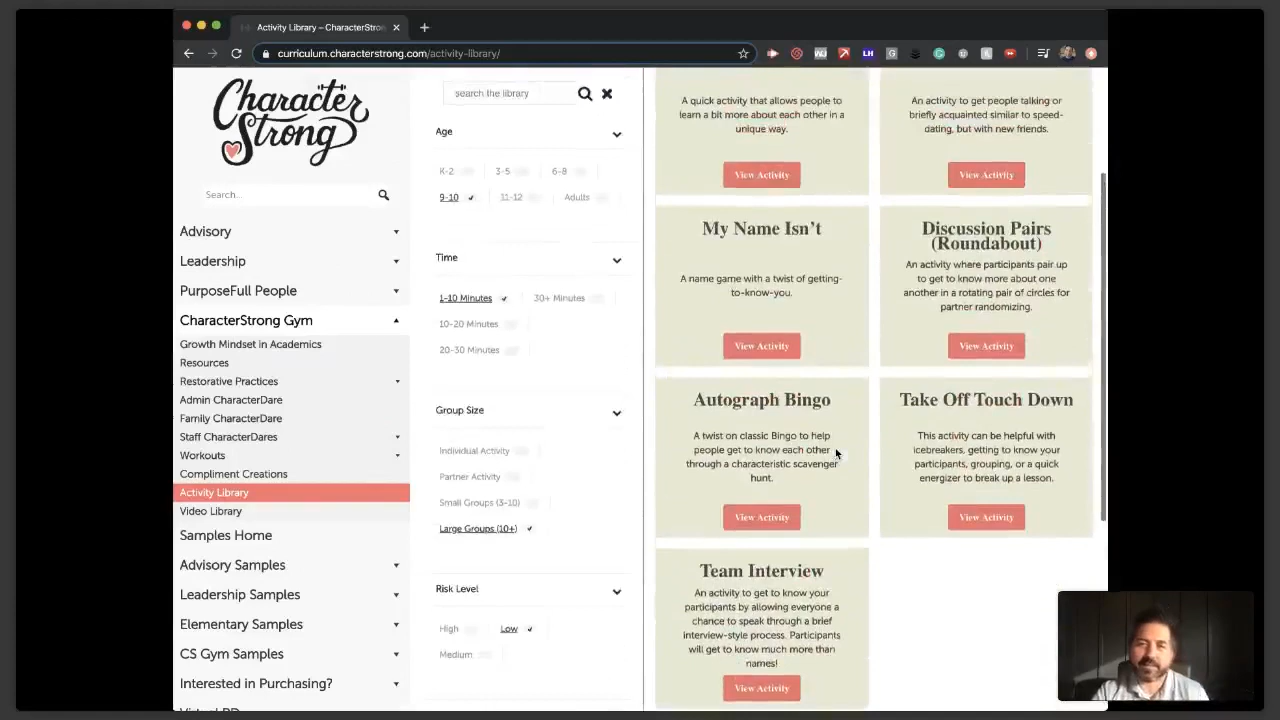 Activity Library – CharacterStron
curriculum.characterstrong.com/activity-library/
Character
Strong
Search...
Advisory
Leadership
PurposeFull People
CharacterStrong Gym
Growth Mindset in Academics
Resources
Restorative Practices
Admin CharacterDare
Family CharacterDare
Staff CharacterDares
Workouts
Compliment Creations
Activity Library
Video Library
Samples Home
Advisory Samples
Leadership Samples
Elementary Samples
CS Gym Samples
Interested in Purchasing?
search the library
Age
K-2 3-5 6-8
9-10 11-12 Adults
Time
1-10 Minutes 30+ Minutes
10-20 Minutes
20-30 Minutes
Group Size
Individual Activity
Partner Activity
Small Groups (3-10)
Large Groups (10+)
Risk Level
High Low
Medium
A quick activity that allows people to
learn a bit more about each other in a
unique way.
View Activity
An activity to get people talking or
briefly acquainted similar to speed-
dating, but with new friends.
View Activity
My Name Isn't
A name game with a twist of getting-
to-know-you.
View Activity
Discussion Pairs
(Roundabout)
An activity where participants pair up
to get to know more about one
another in a rotating pair of circles for
partner randomizing.
View Activity
Autograph Bingo
A twist on classic Bingo to help
people get to know each other
through a characteristic scavenger
hunt.
View Activity
Take Off Touch Down
This activity can be helpful with
icebreakers, getting to know your
participants, grouping, or a quick
energizer to break up a lesson.
View Activity
Team Interview
An activity to get to know your
participants by allowing everyone a
chance to speak through a brief
interview-style process. Participants
will get to know much more than
names!
View Activity